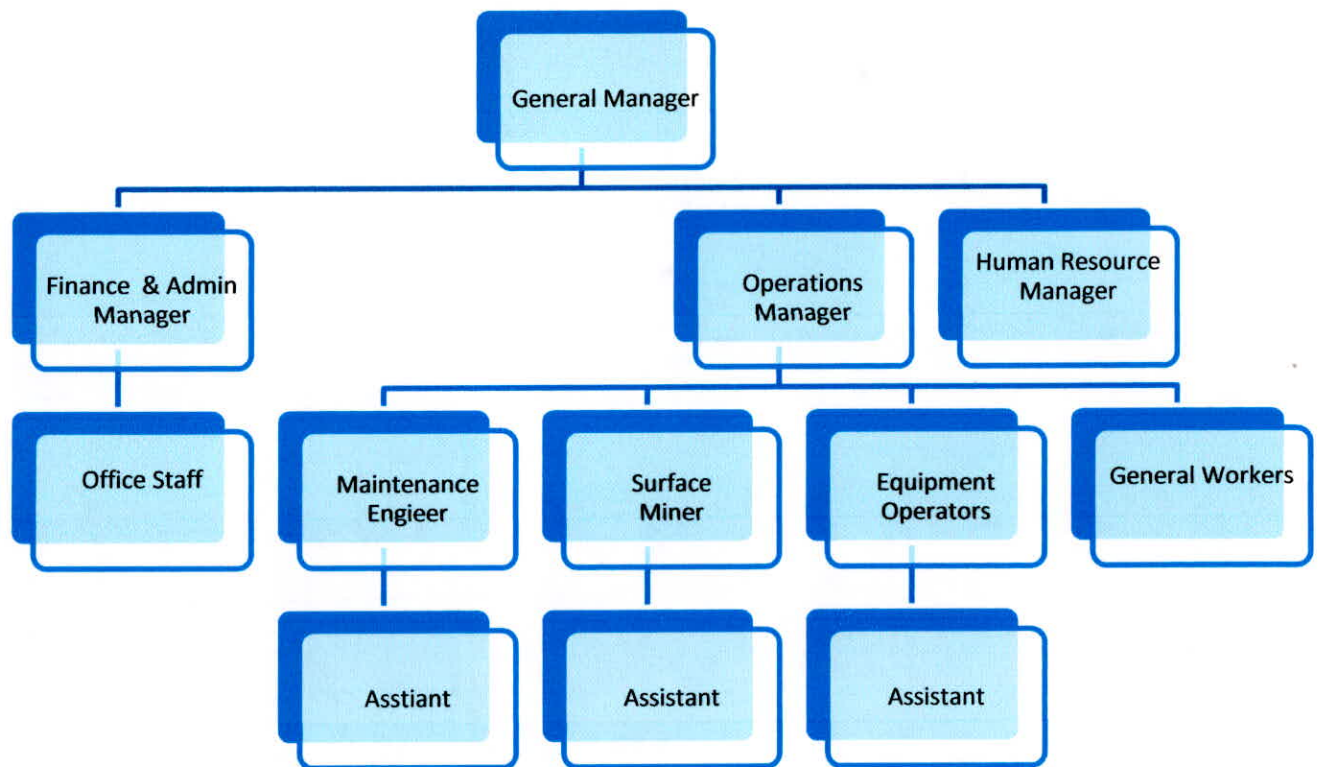 General Manager
Finance & Admin
Manager
Operations
Manager
Human Resource
Manager
Office Staff
Maintenance
Engieer
Surface
Miner
Equipment
Operators
General Workers
Asstiant
Assistant
Assistant